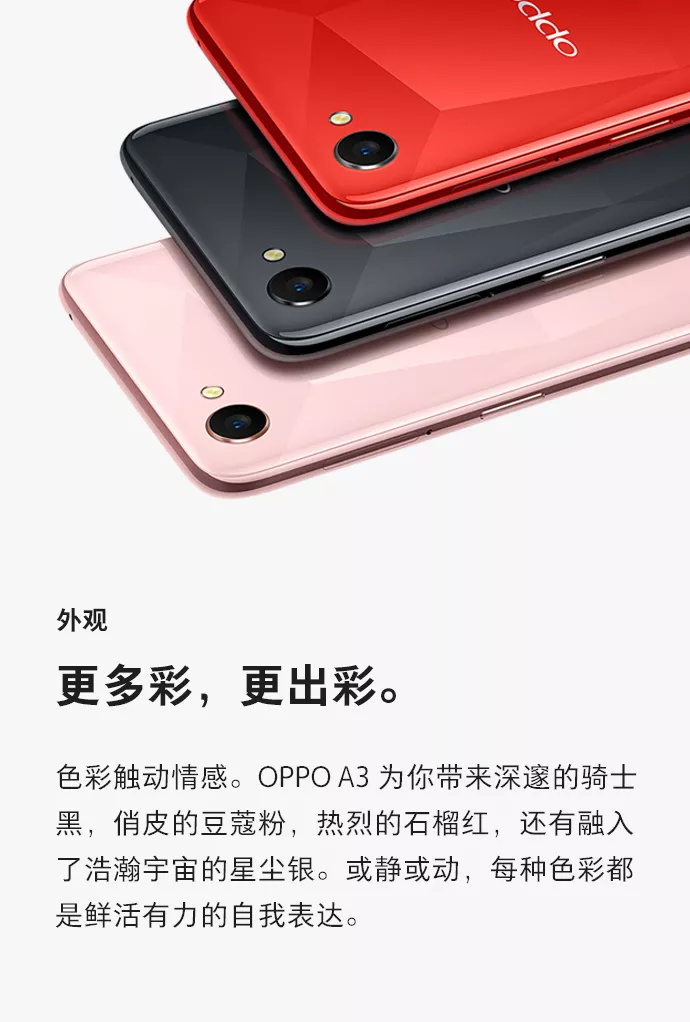 oppo
外观
更多彩，更出彩。
色彩触动情感。OPPO A3 为你带来深邃的骑士
黑，俏皮的豆蔻粉，热烈的石榴红，还有融入
了浩瀚宇宙的星尘银。或静或动，每种色彩都
是鲜活有力的自我表达。